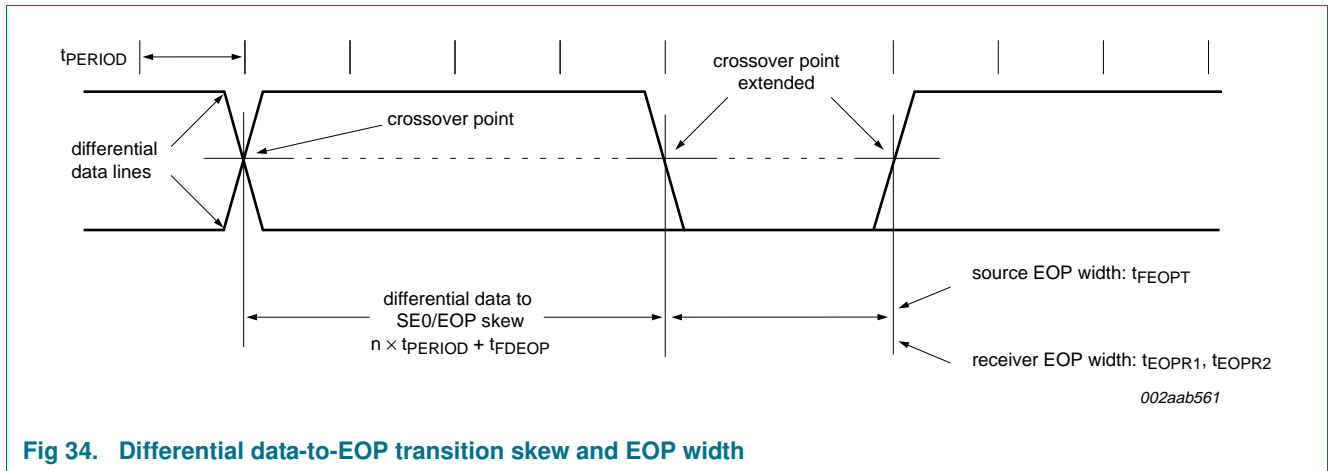 tPERIOD
crossover point
extended
crossover point
differential
data lines
source EOP width: tFEOPT
differential data to
SE0/EOP skew
n × tPERIOD + tFDEOP
receiver EOP width: tEOPR1, tEOPR2
002aab561
Fig 34. Differential data-to-EOP transition skew and EOP width